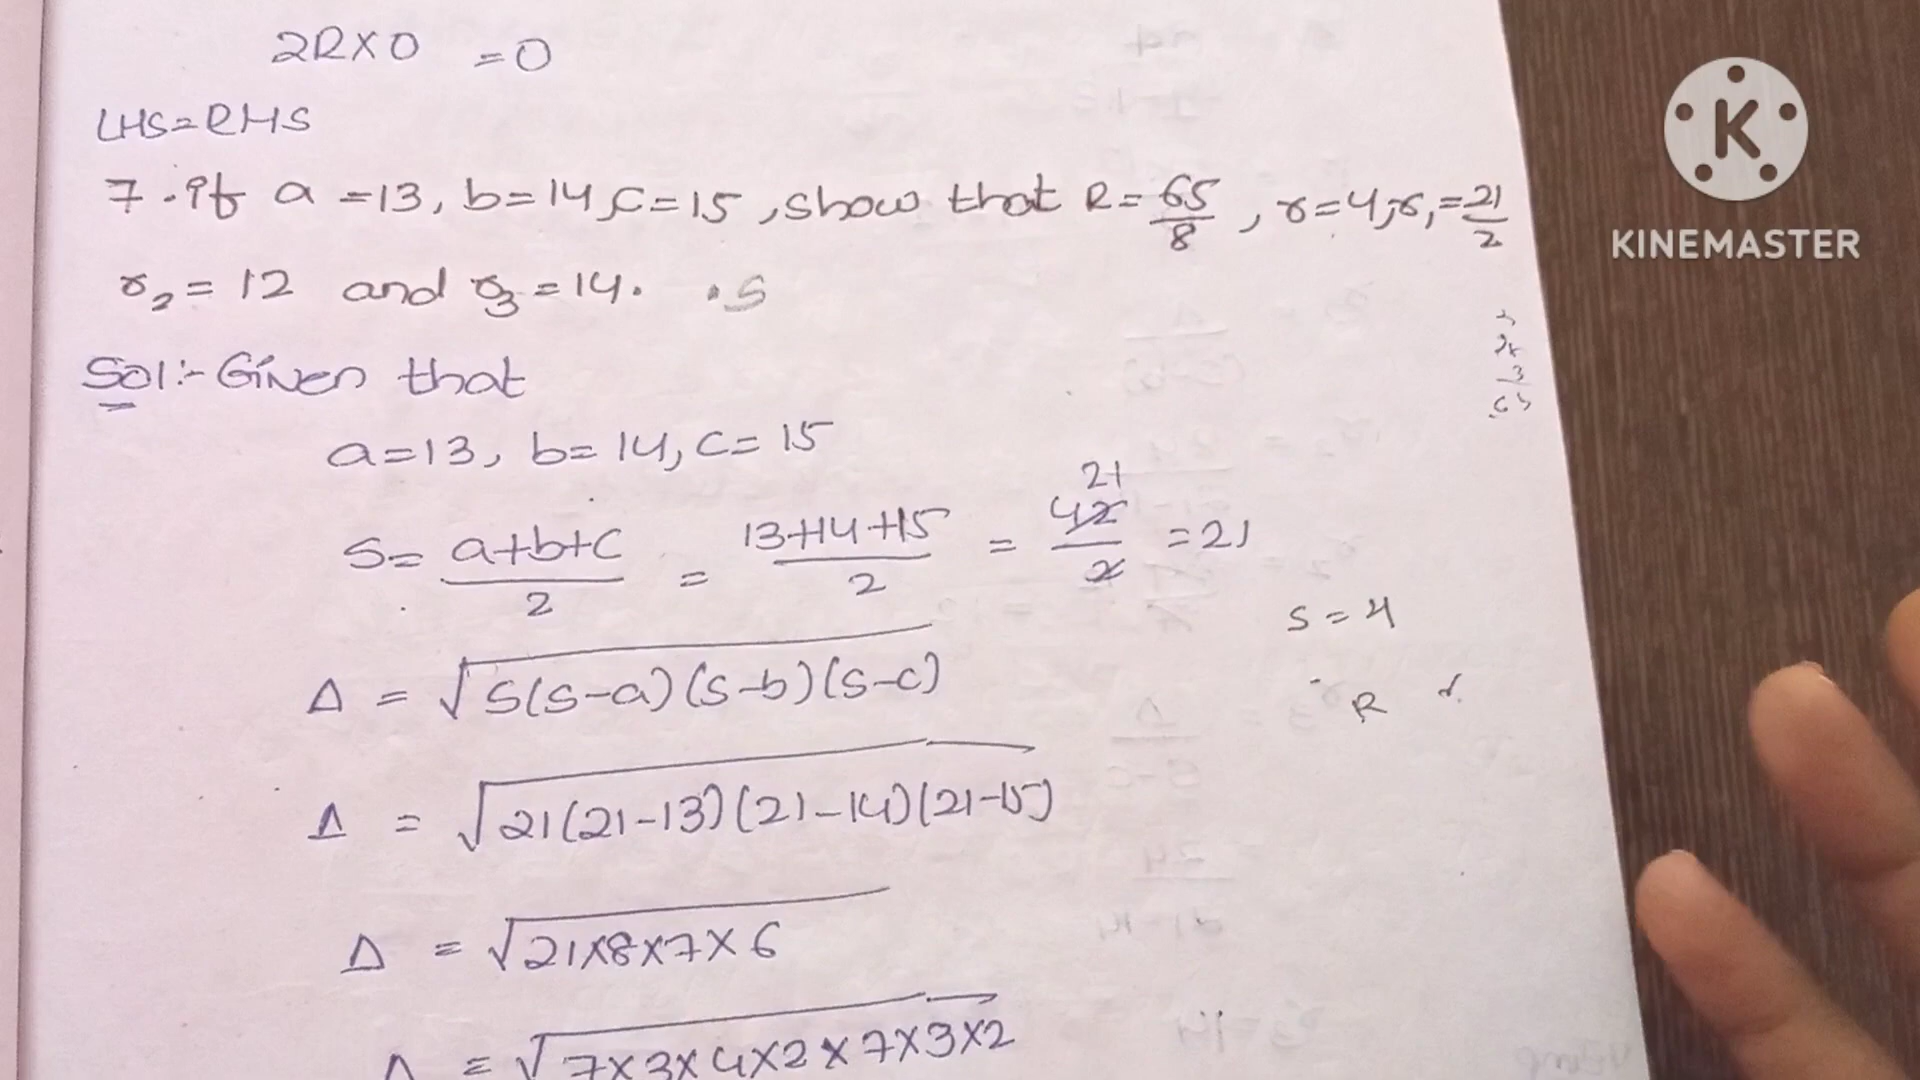 2R×0 = 0
LHS=RHS
7. If a = 13, b = 14, c = 15, show that R = 65/8, r = 4, r₁ = 21/2
r₂ = 12 and r₃ = 14. . S
Sol:- Given that
a=13, b= 14, c= 15
S= a+b+c/2 = 13+14+15/2 = 42/2 21 = 21
S = 4
Δ = √S(S-a)(S-b)(S-c)
R r
Δ = √21(21-13)(21-14)(21-15)
Δ = √21×8×7×6
Δ = √7×3×4×2×7×3×2
K
KINEMASTER